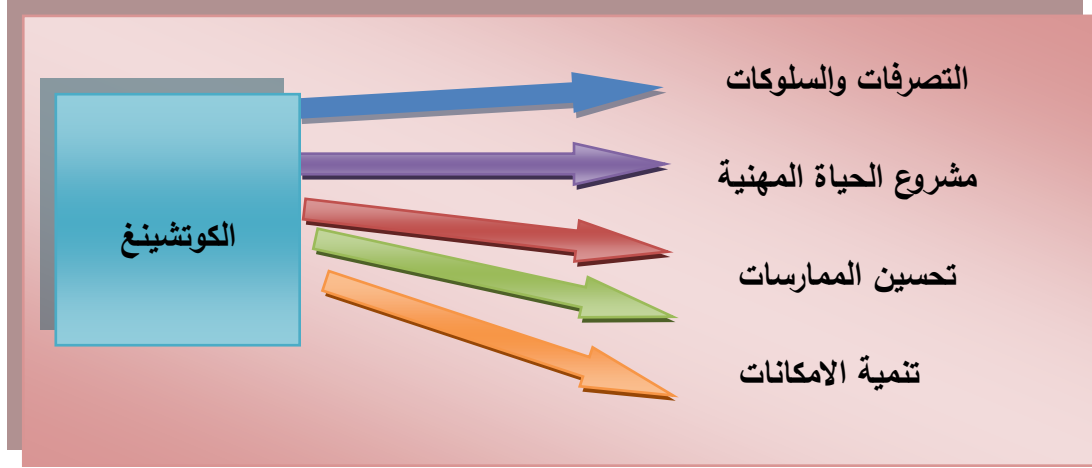 التصرفات والسلوكات
مشروع الحياة المهنية
الكوتشينغ
تحسين الممارسات
تنمية الامكانات